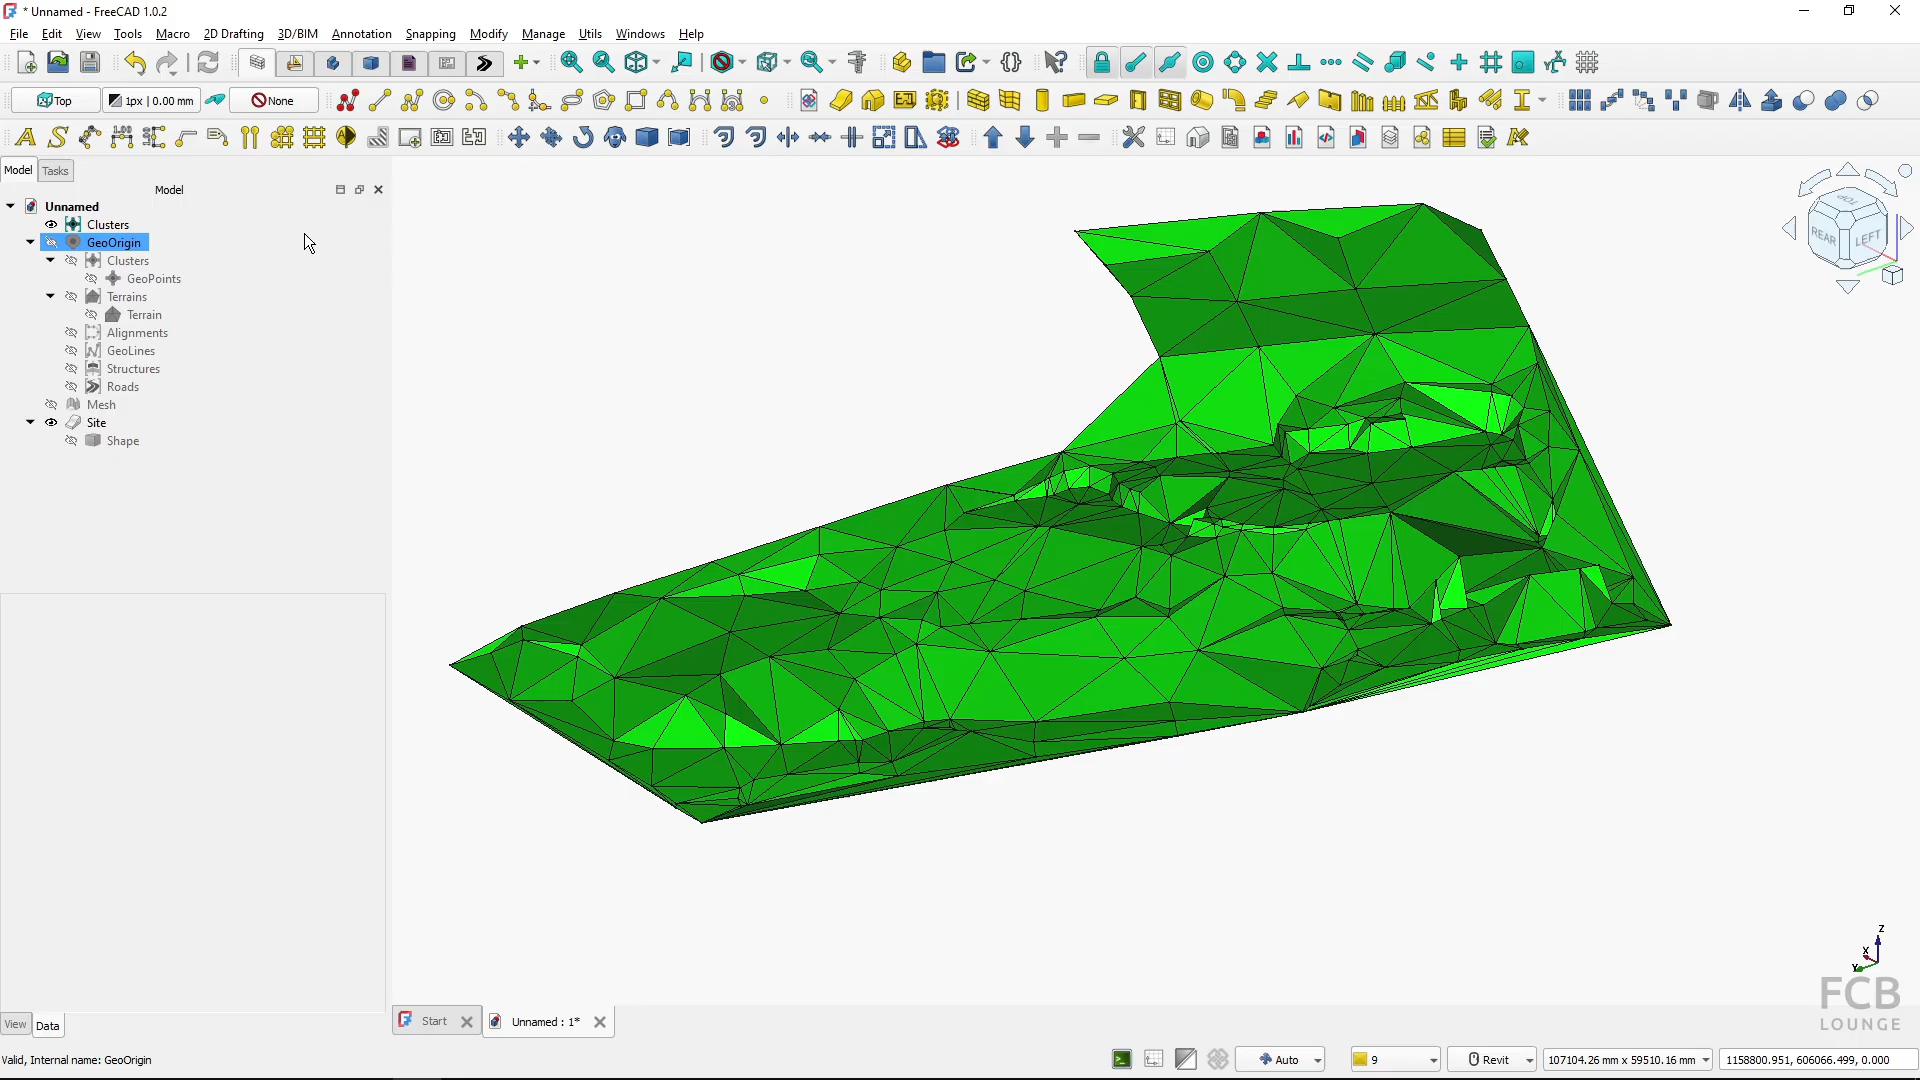 * Unnamed - FreeCAD 1.0.2
File Edit View Tools Macro 2D Drafting 3D/BIM Annotation Snapping Modify Manage Utils Windows Help
Top 1px | 0.00 mm None
Model Tasks
Model
Unnamed
Clusters
GeoOrigin
Clusters
GeoPoints
Terrains
Terrain
Alignments
GeoLines
Structures
Roads
Mesh
Site
Shape
TOP
REAR LEFT
Z
X
Y
FCB
LOUNGE
View Data
Start Unnamed : 1*
Valid, Internal name: GeoOrigin
Auto 9 Revit 107104.26 mm x 59510.16 mm 1158800.951, 606066.499, 0.000